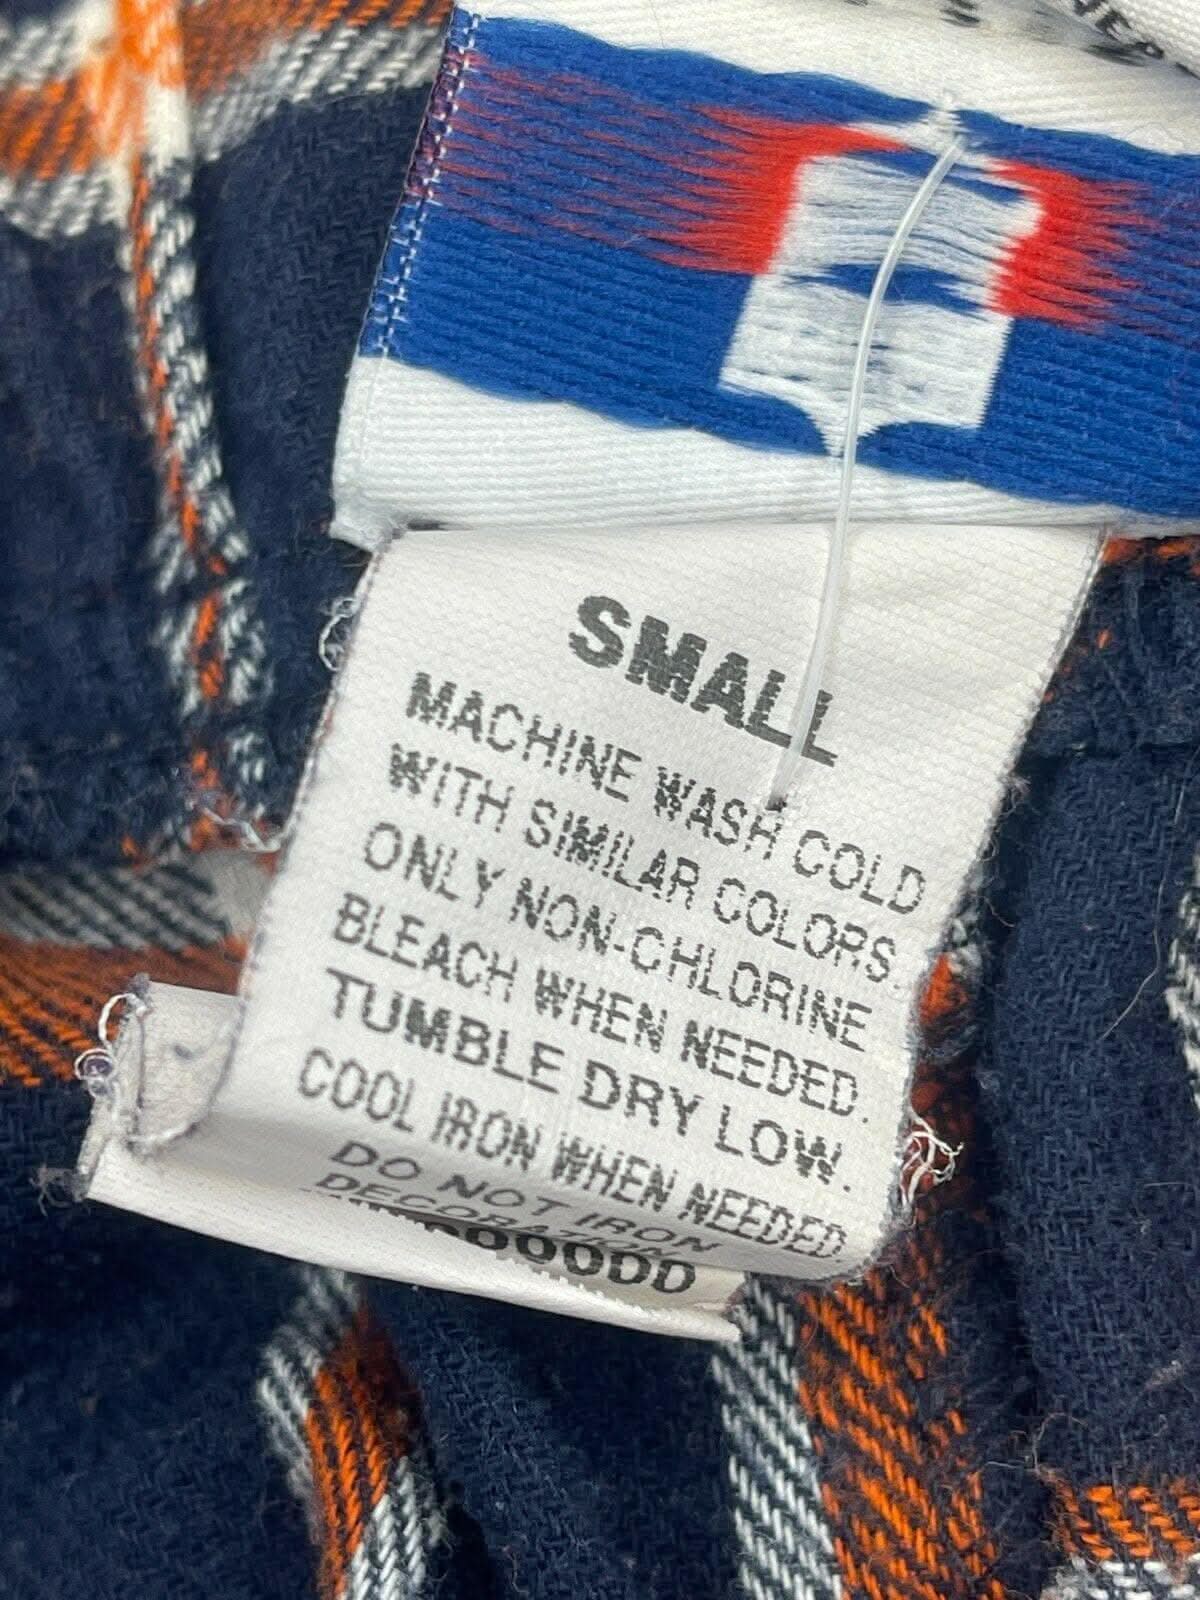 SMALL
MACHINE WASH COLD
WITH SIMILAR COLORS.
ONLY NON-CHLORINE
BLEACH WHEN NEEDED.
TUMBLE DRY LOW.
COOL IRON WHEN NEEDED.
DO NOT IRON
DECORATION